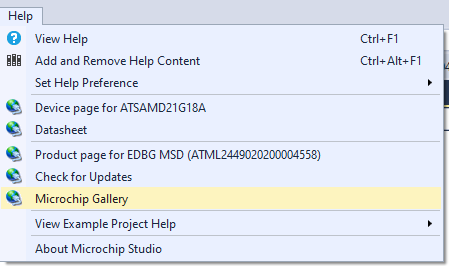 Help
View Help Ctrl+F1
Add and Remove Help Content Ctrl+Alt+F1
Set Help Preference
Device page for ATSAMD21G18A
Datasheet
Product page for EDBG MSD (ATML2449020200004558)
Check for Updates
Microchip Gallery
View Example Project Help
About Microchip Studio